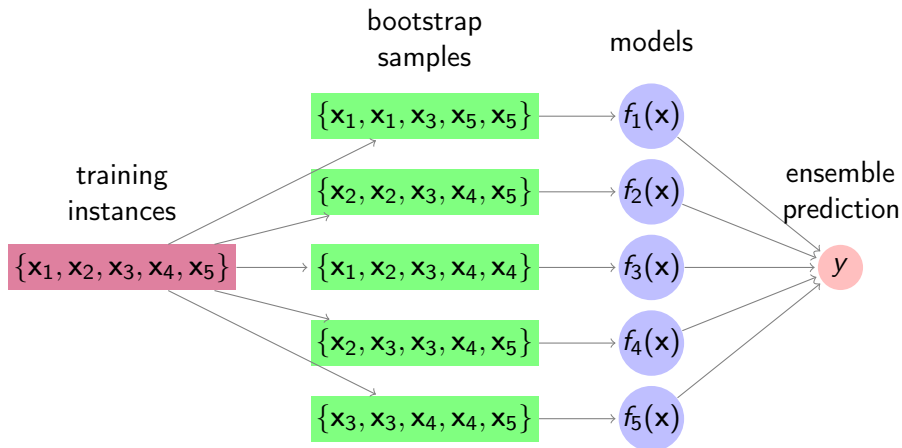 bootstrap
samples
models
training
instances
ensemble
prediction
{x₁, x₂, x₃, x₄, x₅}
{x₁, x₁, x₃, x₅, x₅}
{x₂, x₂, x₃, x₄, x₅}
{x₁, x₂, x₃, x₄, x₄}
{x₂, x₃, x₃, x₄, x₅}
{x₃, x₃, x₄, x₄, x₅}
f₁(x)
f₂(x)
f₃(x)
f₄(x)
f₅(x)
y